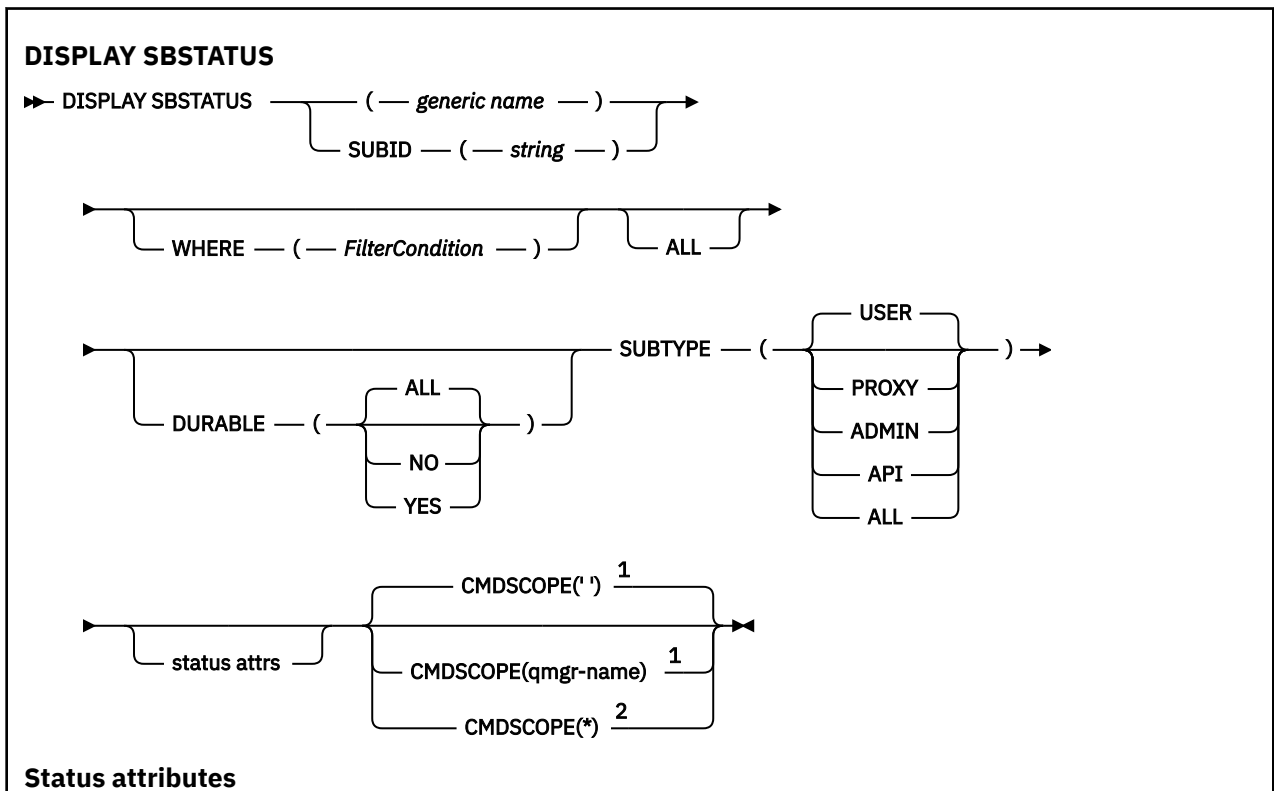 DISPLAY SBSTATUS
DISPLAY SBSTATUS ( generic name )
SUBID ( string )
WHERE ( FilterCondition ) ALL
USER
SUBTYPE ( )
ALL PROXY
DURABLE ( ) ADMIN
NO API
YES ALL
CMDSCOPE(' ') 1
status attrs CMDSCOPE(qmgr-name) 1
CMDSCOPE(*) 2
Status attributes